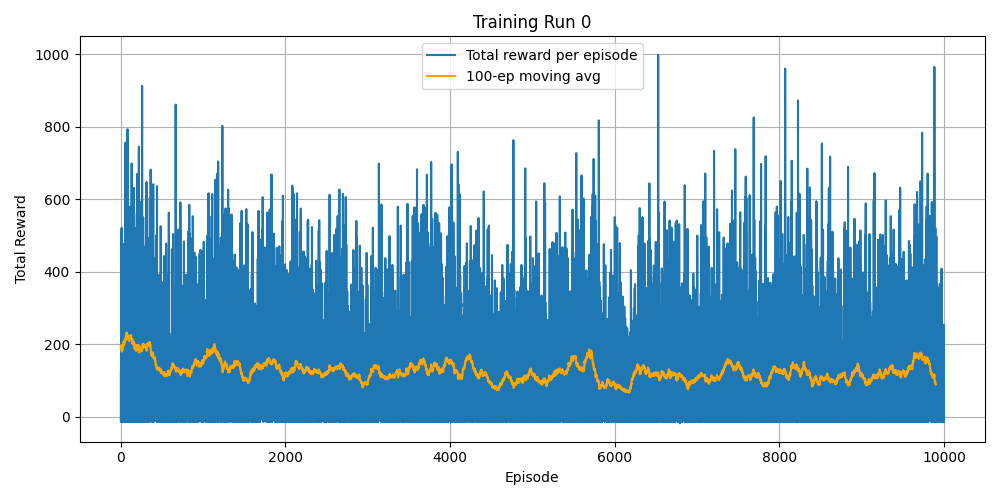 Training Run 0
Total reward per episode
100-ep moving avg
Total Reward
1000
800
600
400
200
0
0 2000 4000 6000 8000 10000
Episode